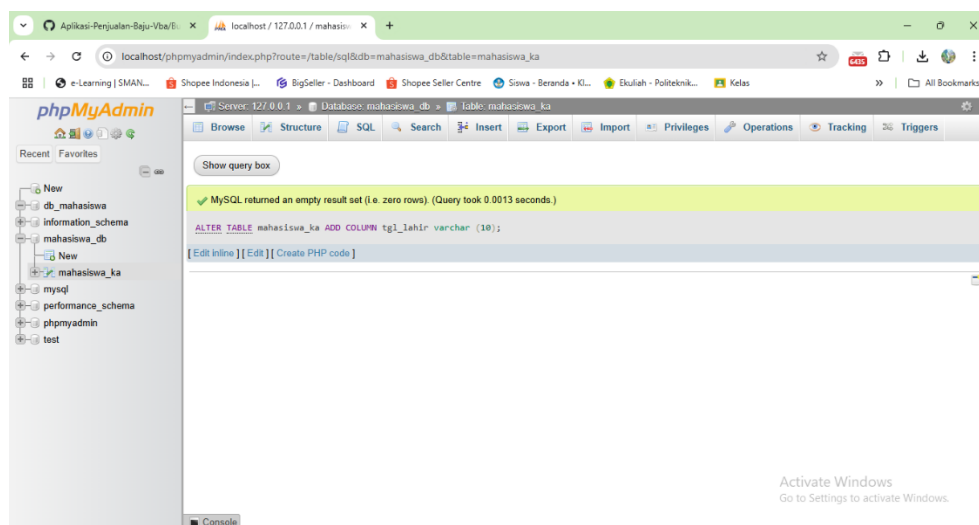 Aplikasi-Penjualan-Baju-Vba/Bu
localhost / 127.0.0.1 / mahasisw
localhost/phpmyadmin/index.php?route=/table/sql&db=mahasiswa_db&table=mahasiswa_ka
6435
e-Learning | SMAN...
Shopee Indonesia |...
BigSeller - Dashboard
Shopee Seller Centre
Siswa - Beranda • Kl...
Ekuliah - Politeknik...
Kelas
All Bookmarks
phpMyAdmin
Recent Favorites
New
db_mahasiswa
information_schema
mahasiswa_db
New
mahasiswa_ka
mysql
performance_schema
phpmyadmin
test
Server: 127.0.0.1 » Database: mahasiswa_db » Table: mahasiswa_ka
Browse Structure SQL Search Insert Export Import Privileges Operations Tracking Triggers
Show query box
MySQL returned an empty result set (i.e. zero rows). (Query took 0.0013 seconds.)
ALTER TABLE mahasiswa_ka ADD COLUMN tgl_lahir varchar (10);
[ Edit inline ] [ Edit ] [ Create PHP code ]
Activate Windows
Go to Settings to activate Windows.
Console